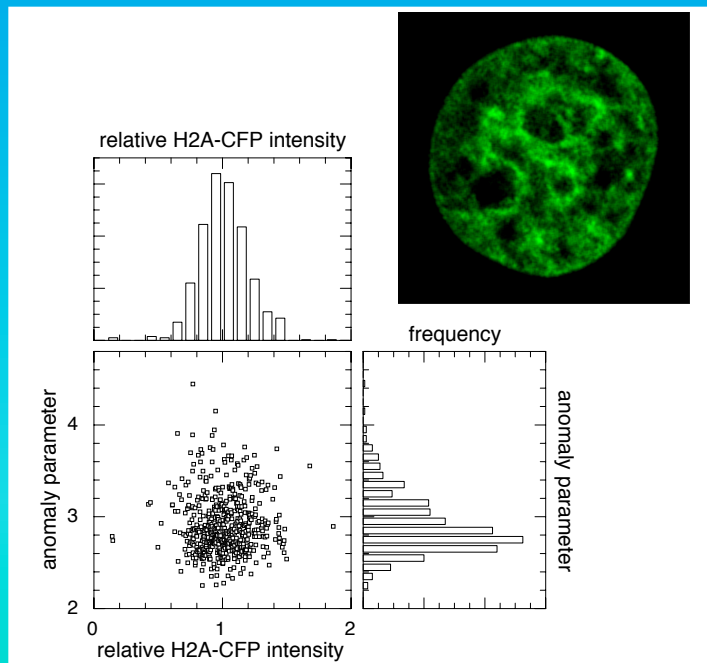 relative H2A-CFP intensity
frequency
anomaly parameter
4
3
2
anomaly parameter
0
1
2
relative H2A-CFP intensity